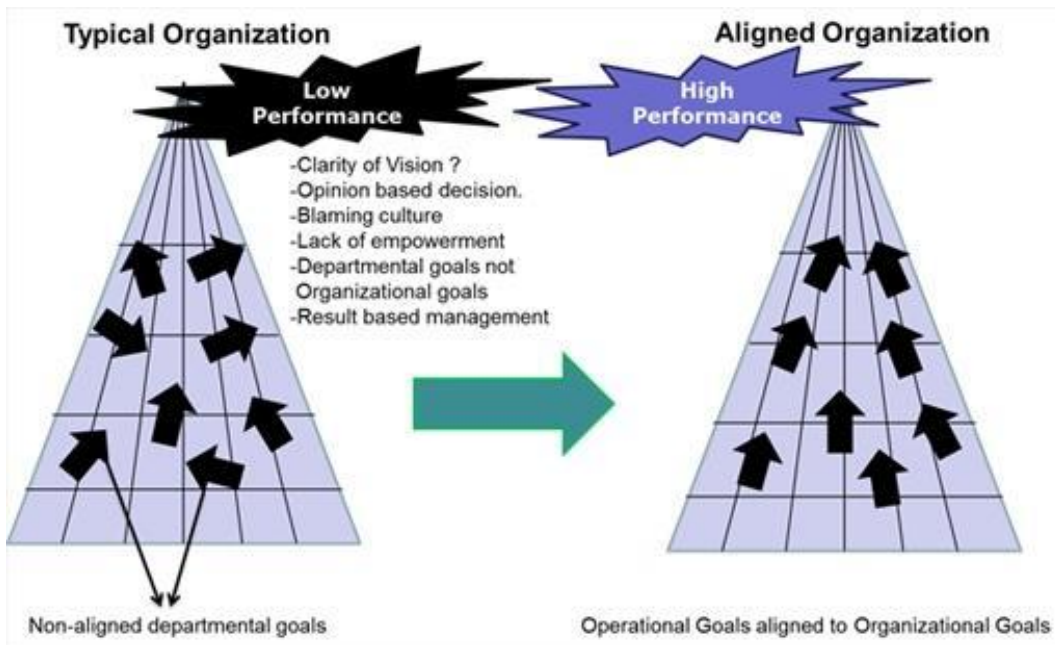 Typical Organization
Aligned Organization
Low
Performance
High
Performance
-Clarity of Vision ?
-Opinion based decision.
-Blaming culture
-Lack of empowerment
-Departmental goals not
Organizational goals
-Result based management
Non-aligned departmental goals
Operational Goals aligned to Organizational Goals